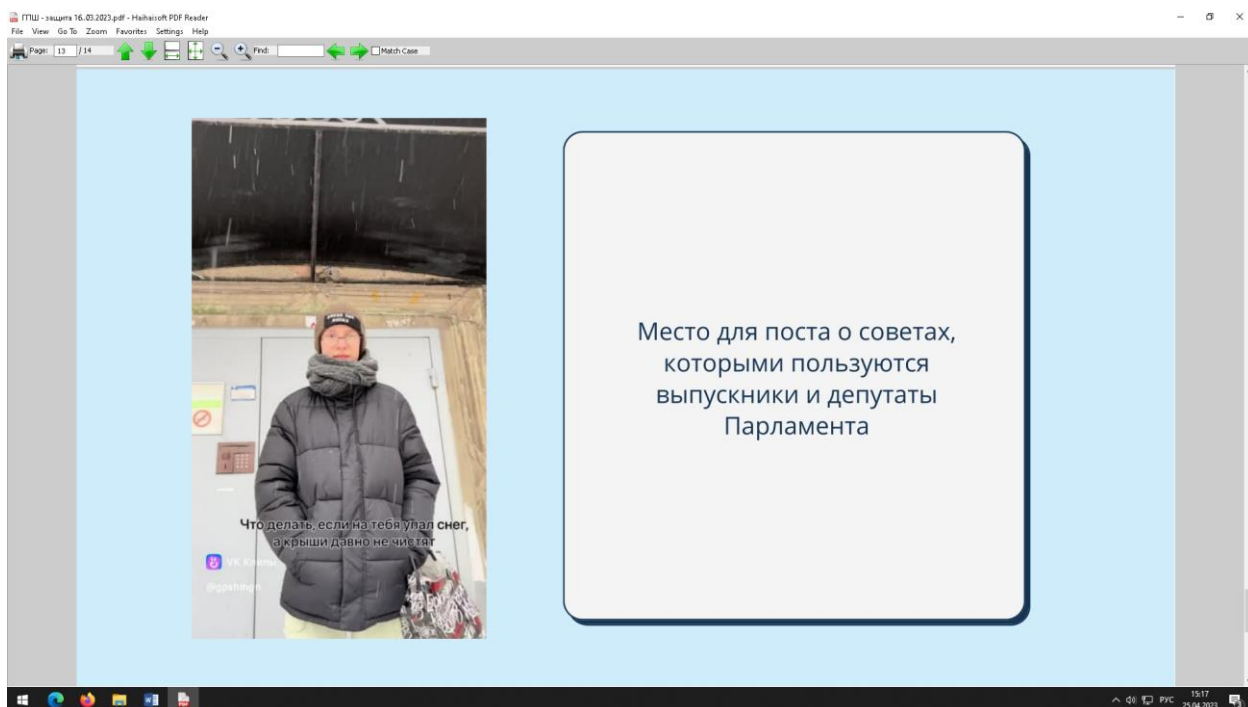 ГПШ - защита 16..03.2023.pdf - Haihaisoft PDF Reader
File View Go To Zoom Favorites Settings Help
Page: 13 / 14 Find: Match Case
Что делать, если на тебя упал снег,
а крыши давно не чистят
VK Клипы
@gpshingn
Место для поста о советах,
которыми пользуются
выпускники и депутаты
Парламента
РУС
15:17
25.04.2023